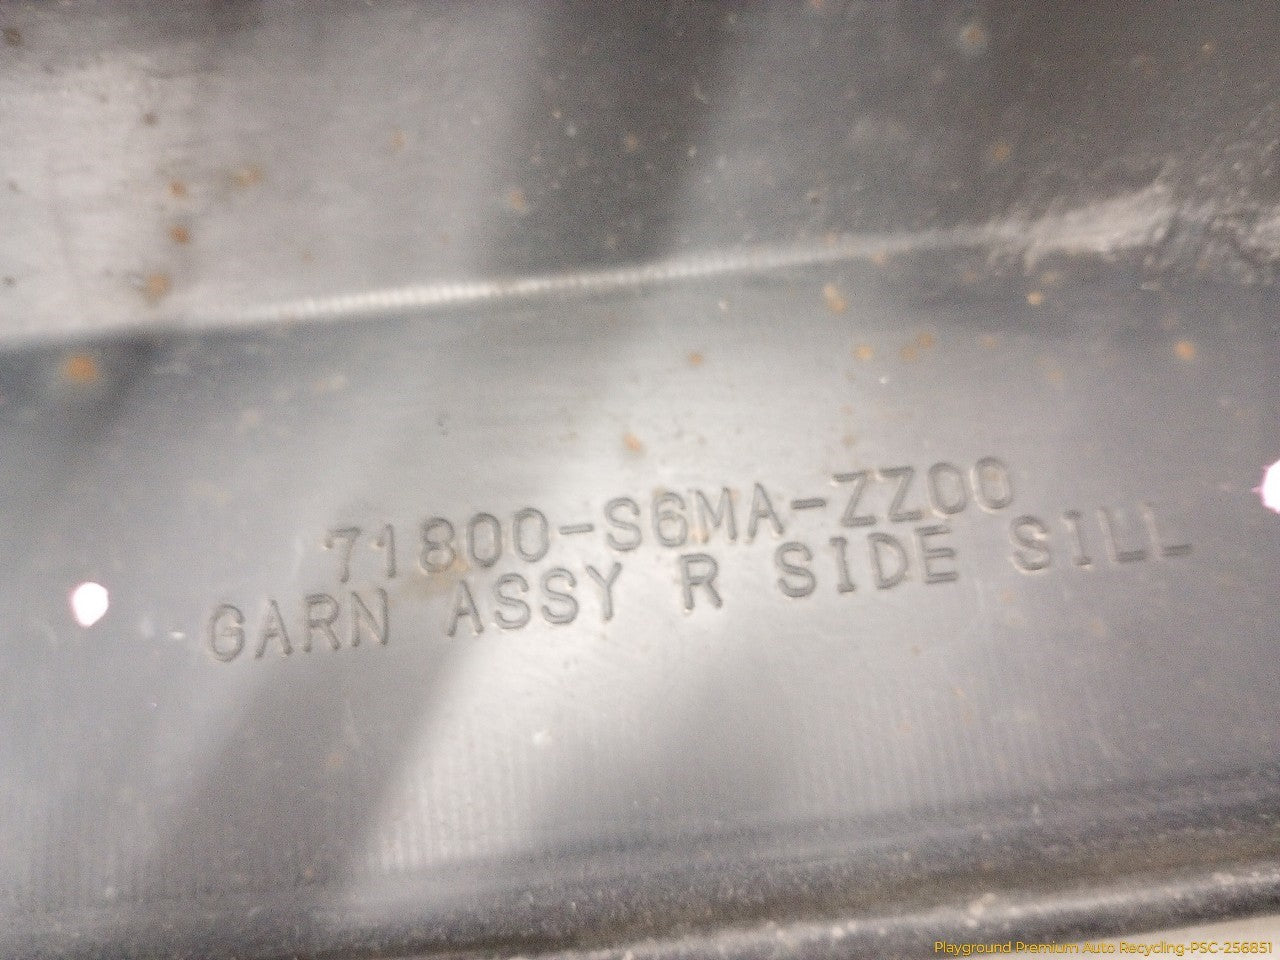 71800-S6MA-ZZ00
GARN ASSY R SIDE SILL
Playground Premium Auto Recycling-PSC-256851